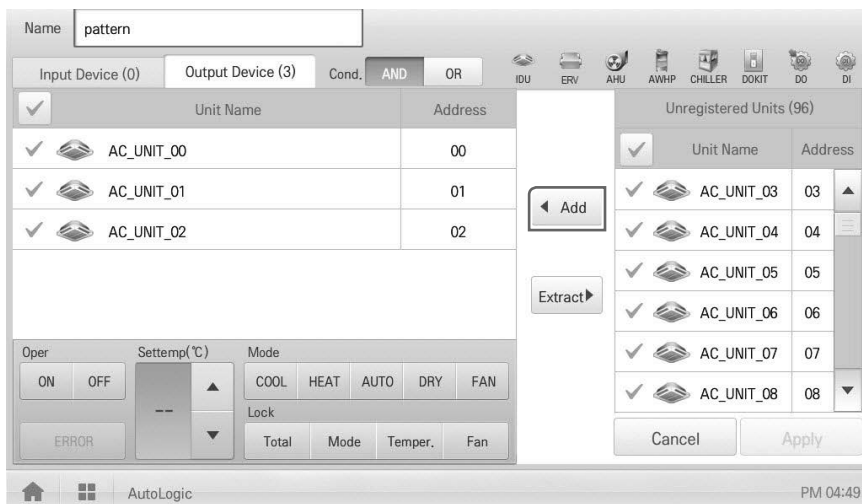 Name pattern
Input Device (0) Output Device (3) Cond. AND OR
IDU ERV AHU AWHP CHILLER DOKIT DO DI
Unit Name Address
AC_UNIT_00 00
AC_UNIT_01 01
AC_UNIT_02 02
Add
Extract
Unregistered Units (96)
Unit Name Address
AC_UNIT_03 03
AC_UNIT_04 04
AC_UNIT_05 05
AC_UNIT_06 06
AC_UNIT_07 07
AC_UNIT_08 08
Oper Settemp(℃) Mode
ON OFF -- COOL HEAT AUTO DRY FAN
Lock
ERROR Total Mode Temper. Fan
Cancel Apply
AutoLogic PM 04:49